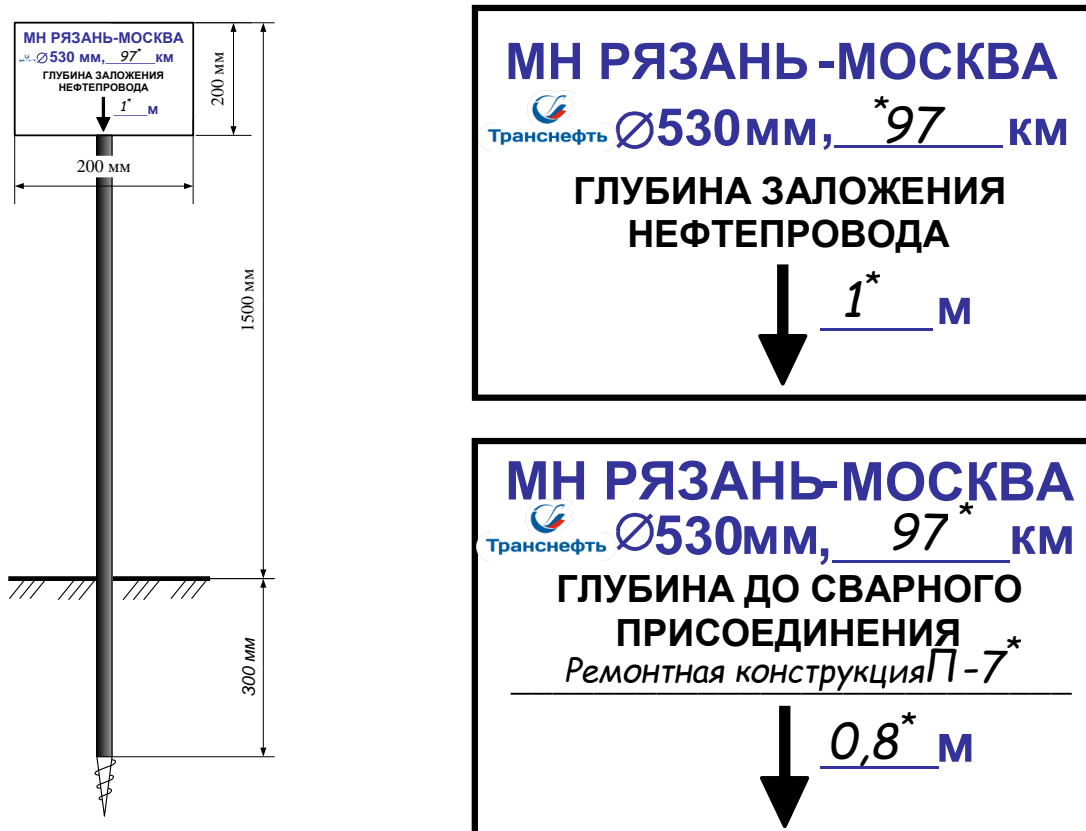 МН РЯЗАНЬ-МОСКВА
∅530 мм, 97* км
ГЛУБИНА ЗАЛОЖЕНИЯ
НЕФТЕПРОВОДА
1* м
200 мм
200 мм
1500 мм
300 мм
МН РЯЗАНЬ-МОСКВА
Транснефть ∅530мм, *97 км
ГЛУБИНА ЗАЛОЖЕНИЯ
НЕФТЕПРОВОДА
1* м
МН РЯЗАНЬ-МОСКВА
Транснефть ∅530мм, 97* км
ГЛУБИНА ДО СВАРНОГО
ПРИСОЕДИНЕНИЯ
Ремонтная конструкция П-7*
0,8* м